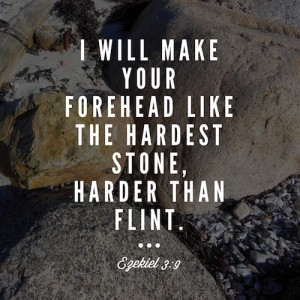 I WILL MAKE
YOUR
FOREHEAD LIKE
THE HARDEST
STONE,
HARDER THAN
FLINT.
...
Ezekiel 3:9